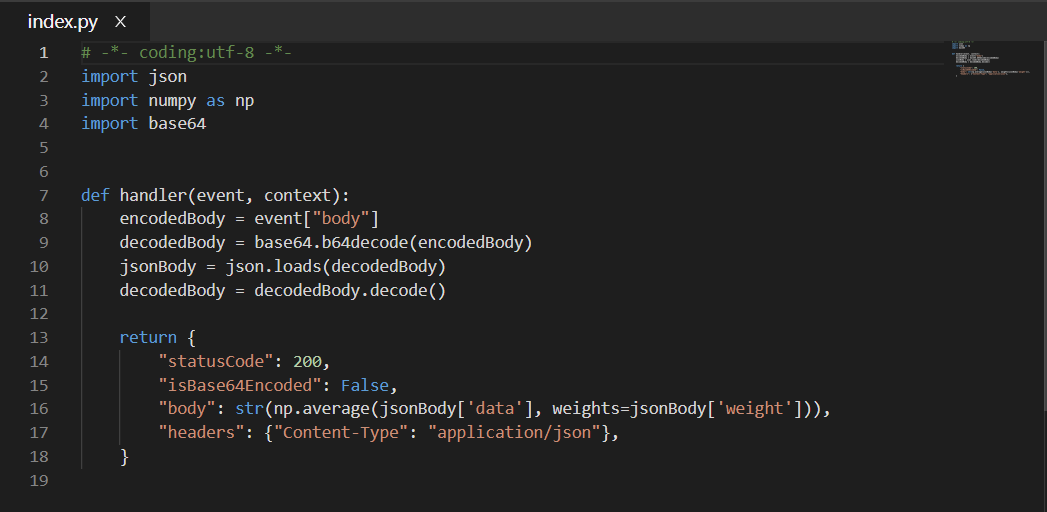 index.py X
1 # -*- coding:utf-8 -*-
2 import json
3 import numpy as np
4 import base64
5
6
7 def handler(event, context):
8     encodedBody = event["body"]
9     decodedBody = base64.b64decode(encodedBody)
10     jsonBody = json.loads(decodedBody)
11     decodedBody = decodedBody.decode()
12
13     return {
14         "statusCode": 200,
15         "isBase64Encoded": False,
16         "body": str(np.average(jsonBody['data'], weights=jsonBody['weight'])),
17         "headers": {"Content-Type": "application/json"},
18     }
19